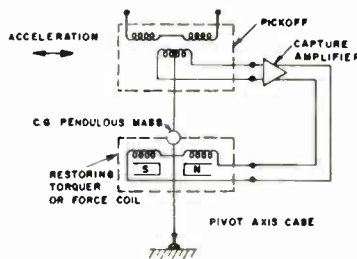 PICKOFF
ACCELERATION
CAPTURE
AMPLIFIER
C.G. PENDULOUS MASS
S
N
RESTORING
TORQUER
OR FORCE COIL
PIVOT AXIS CASE